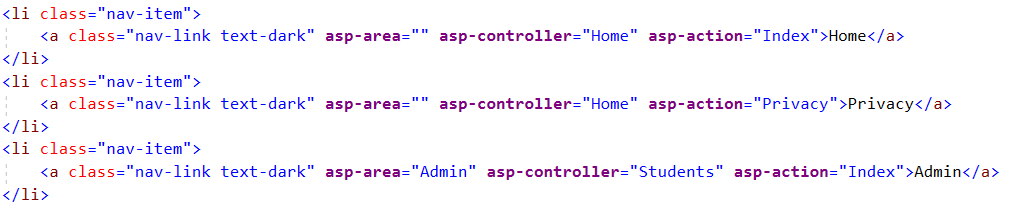 <li class="nav-item">
    <a class="nav-link text-dark" asp-area="" asp-controller="Home" asp-action="Index">Home</a>
</li>
<li class="nav-item">
    <a class="nav-link text-dark" asp-area="" asp-controller="Home" asp-action="Privacy">Privacy</a>
</li>
<li class="nav-item">
    <a class="nav-link text-dark" asp-area="Admin" asp-controller="Students" asp-action="Index">Admin</a>
</li>